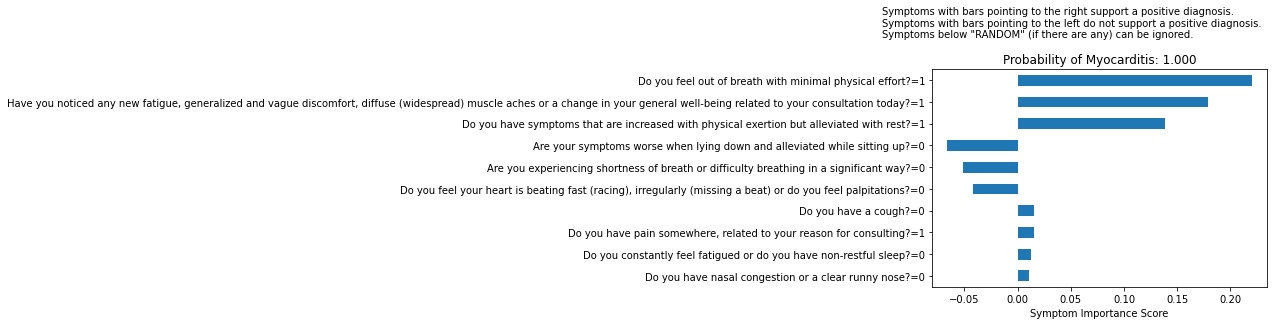 Symptoms with bars pointing to the right support a positive diagnosis.
Symptoms with bars pointing to the left do not support a positive diagnosis.
Symptoms below "RANDOM" (if there are any) can be ignored.
Probability of Myocarditis: 1.000
Do you feel out of breath with minimal physical effort?=1
Have you noticed any new fatigue, generalized and vague discomfort, diffuse (widespread) muscle aches or a change in your general well-being related to your consultation today?=1
Do you have symptoms that are increased with physical exertion but alleviated with rest?=1
Are your symptoms worse when lying down and alleviated while sitting up?=0
Are you experiencing shortness of breath or difficulty breathing in a significant way?=0
Do you feel your heart is beating fast (racing), irregularly (missing a beat) or do you feel palpitations?=0
Do you have a cough?=0
Do you have pain somewhere, related to your reason for consulting?=1
Do you constantly feel fatigued or do you have non-restful sleep?=0
Do you have nasal congestion or a clear runny nose?=0
−0.05 0.00 0.05 0.10 0.15 0.20
Symptom Importance Score